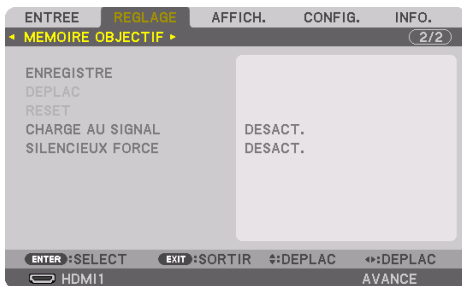 ENTREE REGLAGE AFFICH. CONFIG. INFO.
MEMOIRE OBJECTIF 2/2
ENREGISTRE
DEPLAC
RESET
CHARGE AU SIGNAL DESACT.
SILENCIEUX FORCE DESACT.
ENTER :SELECT EXIT :SORTIR :DEPLAC :DEPLAC
HDMI1 AVANCE